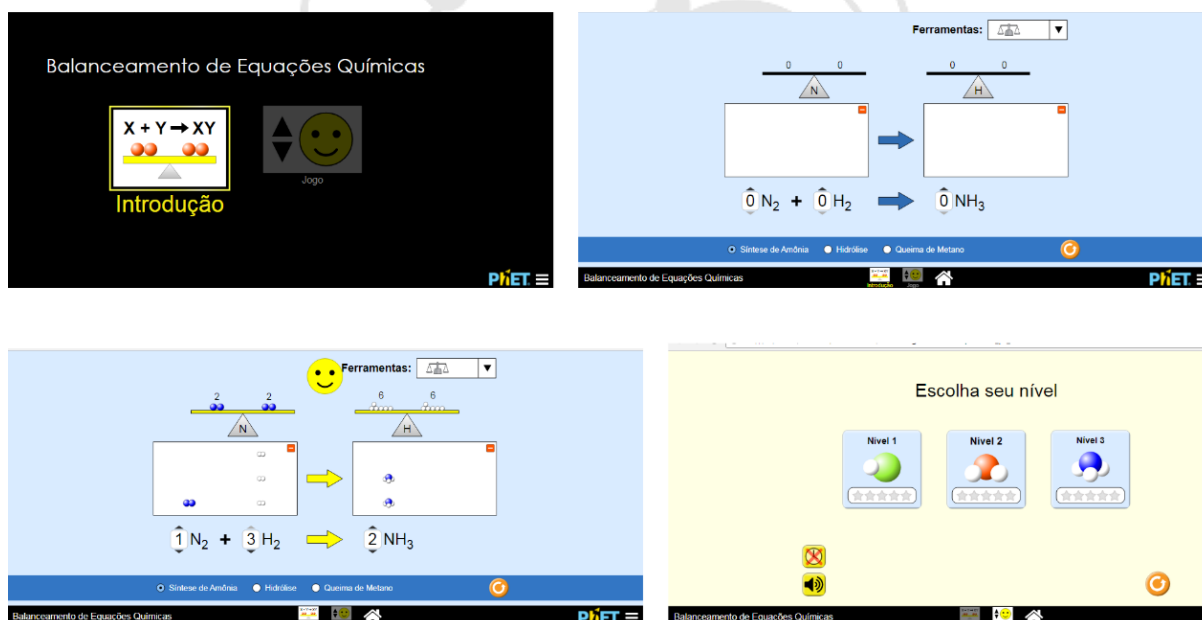 Balanceamento de Equações Químicas
X + Y → XY
Introdução
Jogo
PhET
Ferramentas:
0 0 0 0
N H
0 N₂ + 0 H₂ → 0 NH₃
Síntese de Amônia Hidrólise Queima de Metano
Balanceamento de Equações Químicas
Introdução Jogo
PhET
Ferramentas:
2 2 6 6
N H
1 N₂ + 3 H₂ → 2 NH₃
Síntese de Amônia Hidrólise Queima de Metano
Balanceamento de Equações Químicas
PhET
Escolha seu nível
Nível 1 Nível 2 Nível 3
Balanceamento de Equações Químicas